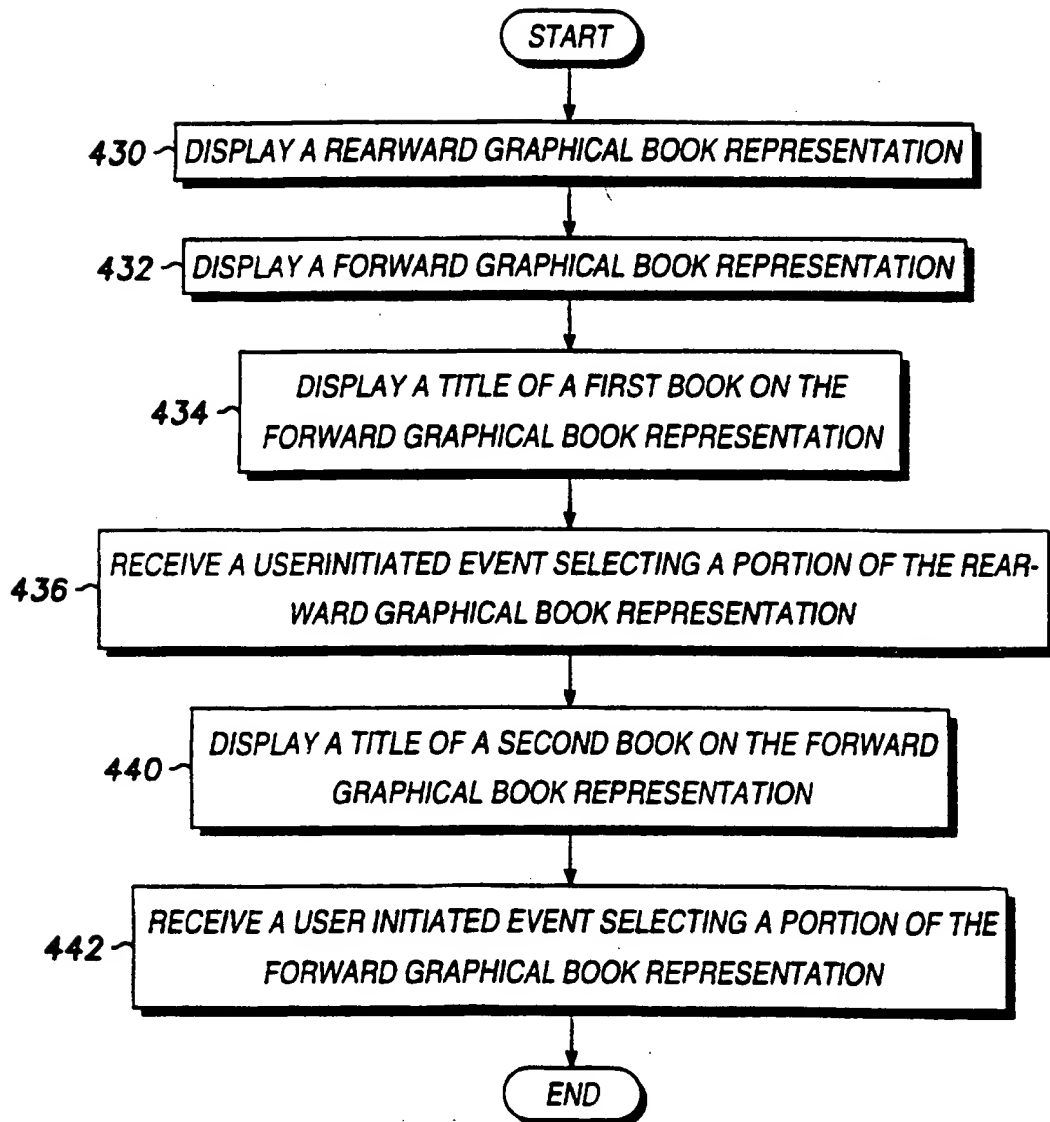 START
430 DISPLAY A REARWARD GRAPHICAL BOOK REPRESENTATION
432 DISPLAY A FORWARD GRAPHICAL BOOK REPRESENTATION
DISPLAY A TITLE OF A FIRST BOOK ON THE
434
FORWARD GRAPHICAL BOOK REPRESENTATION
RECEIVE A USERINITIATED EVENT SELECTING A PORTION OF THE REAR-
436
WARD GRAPHICAL BOOK REPRESENTATION
DISPLAY A TITLE OF A SECOND BOOK ON THE FORWARD
440
GRAPHICAL BOOK REPRESENTATION
RECEIVE A USER INITIATED EVENT SELECTING A PORTION OF THE
442
FORWARD GRAPHICAL BOOK REPRESENTATION
END